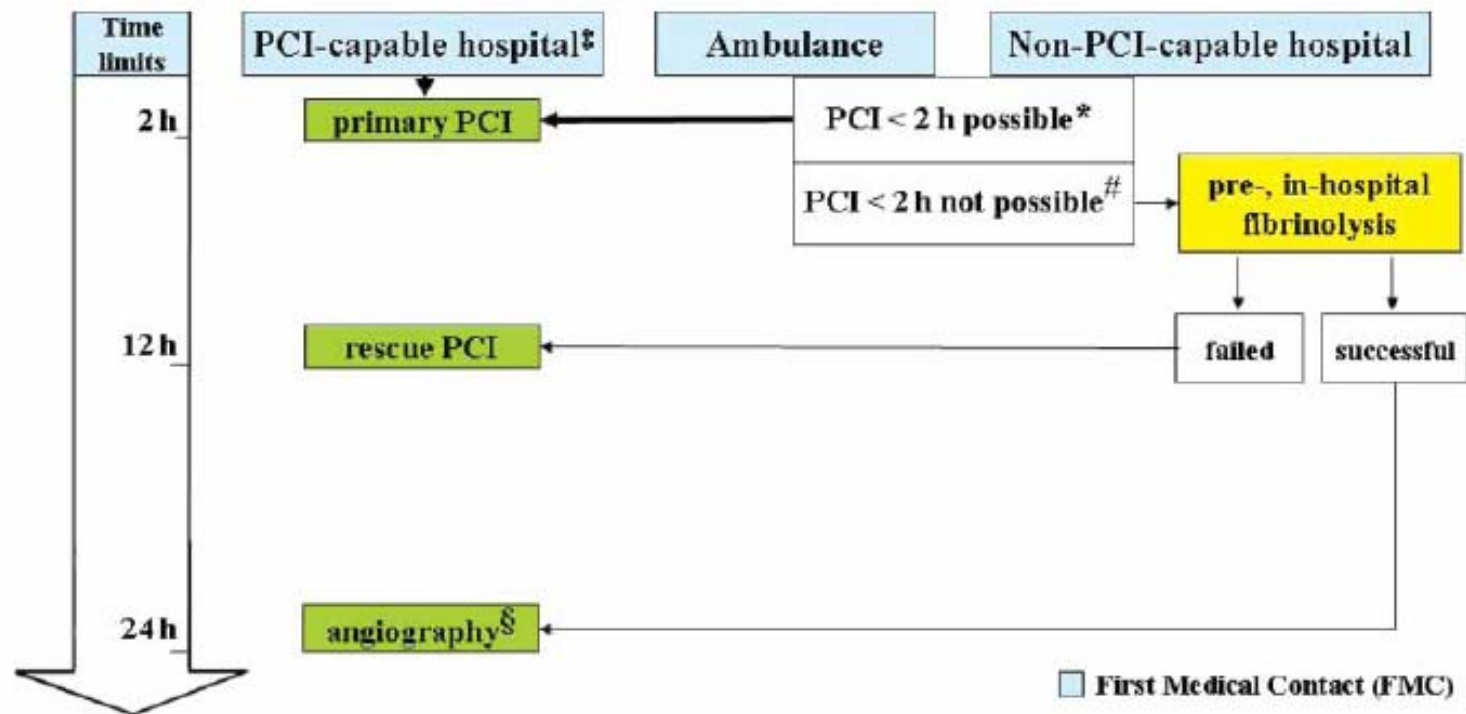 Time
limits
PCI-capable hospital‡
Ambulance
Non-PCI-capable hospital
2 h
primary PCI
PCI < 2 h possible*
PCI < 2 h not possible#
pre-, in-hospital
fibrinolysis
12 h
rescue PCI
failed
successful
24 h
angiography§
First Medical Contact (FMC)